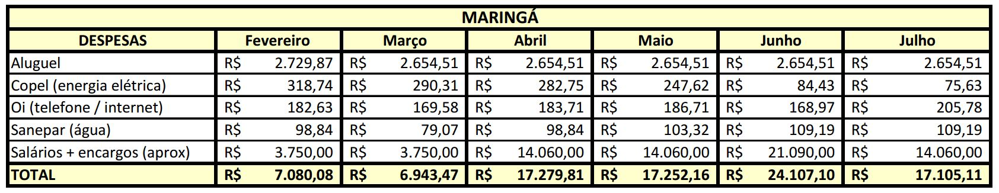 MARINGÁ
DESPESAS Fevereiro Março Abril Maio Junho Julho
Aluguel R$ 2.729,87 R$ 2.654,51 R$ 2.654,51 R$ 2.654,51 R$ 2.654,51 R$ 2.654,51
Copel (energia elétrica) R$ 318,74 R$ 290,31 R$ 282,75 R$ 247,62 R$ 84,43 R$ 75,63
Oi (telefone / internet) R$ 182,63 R$ 169,58 R$ 183,71 R$ 186,71 R$ 168,97 R$ 205,78
Sanepar (água) R$ 98,84 R$ 79,07 R$ 98,84 R$ 103,32 R$ 109,19 R$ 109,19
Salários + encargos (aprox) R$ 3.750,00 R$ 3.750,00 R$ 14.060,00 R$ 14.060,00 R$ 21.090,00 R$ 14.060,00
TOTAL R$ 7.080,08 R$ 6.943,47 R$ 17.279,81 R$ 17.252,16 R$ 24.107,10 R$ 17.105,11